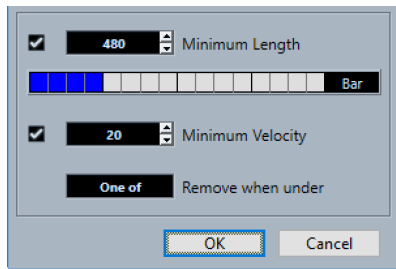 480 Minimum Length
Bar
20 Minimum Velocity
One of Remove when under
OK Cancel